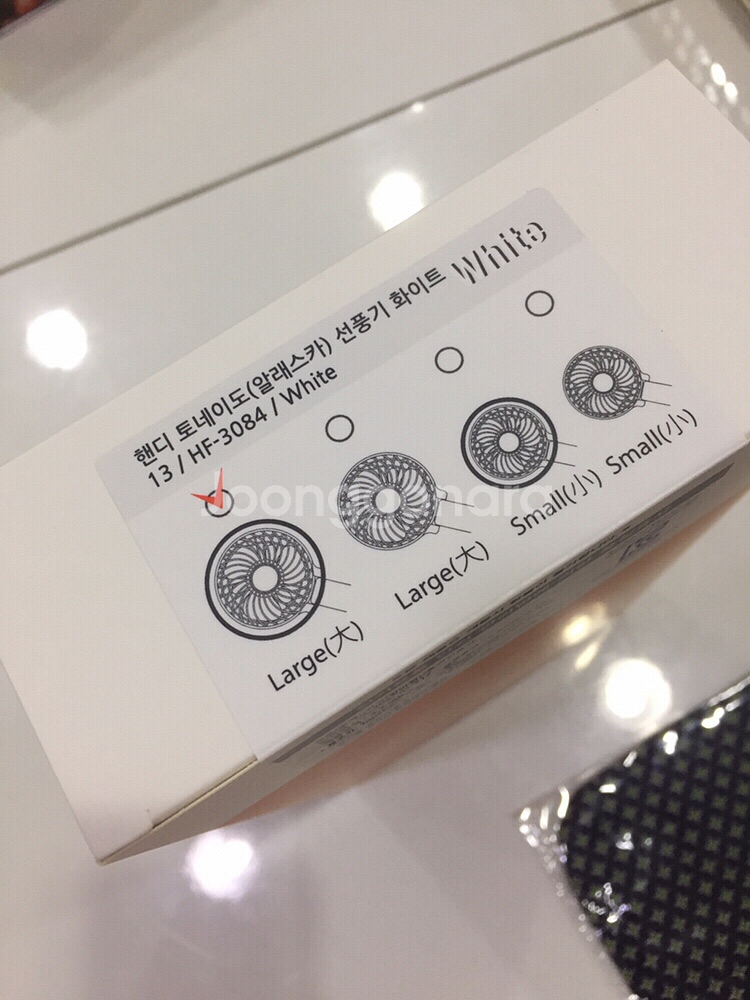 핸디 토네이도(알래스카) 선풍기 화이트
13 / HF-3084 / White
White
Large(大)
Large(大)
Small(小)
Small(小)
Joonggonara